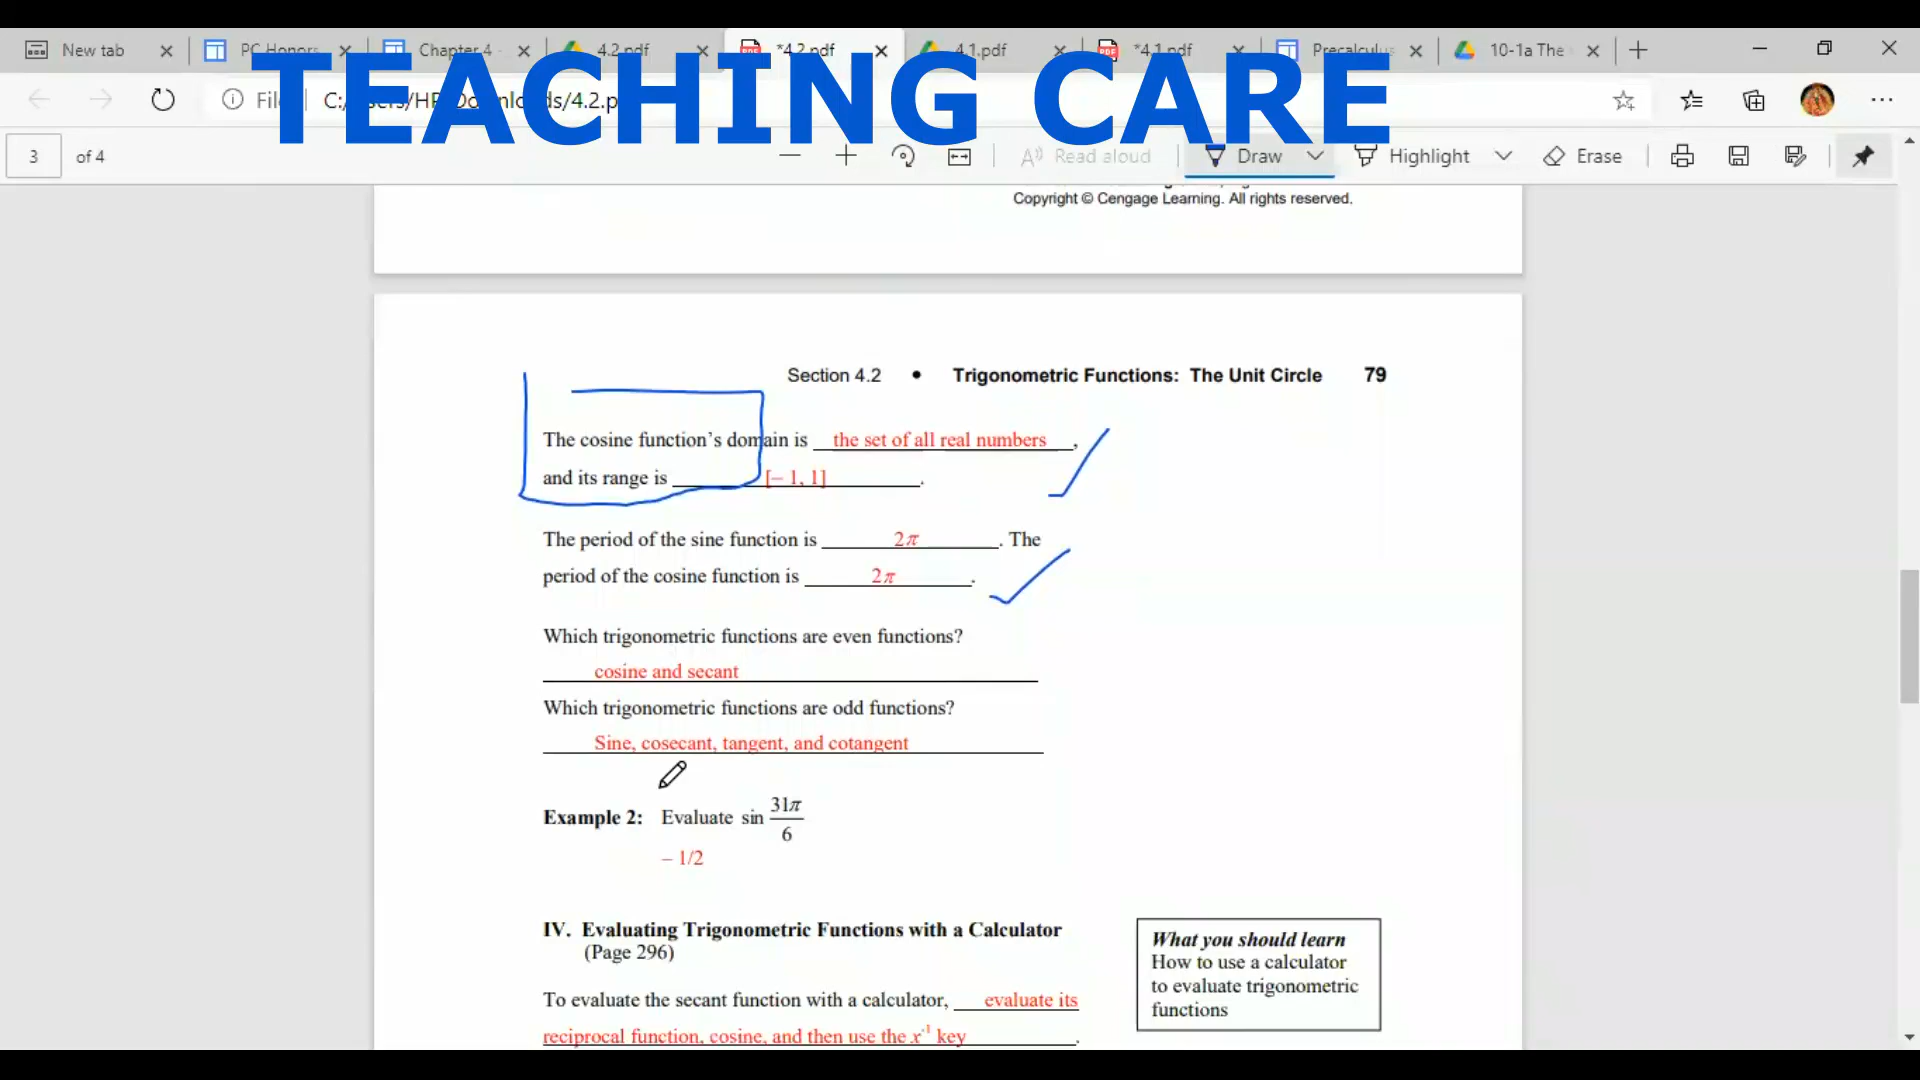 New tab
PC Honors
Chapter 4 -
4.2.pdf
*4.2.pdf
4.1.pdf
*4.1.pdf
Precalculus
10-1a The
TEACHING CARE
File
C:/Users/HP/Downloads/4.2.p
3 of 4
Read aloud
Draw
Highlight
Erase
Copyright © Cengage Learning. All rights reserved.
Section 4.2 • Trigonometric Functions: The Unit Circle 79
The cosine function’s domain is the set of all real numbers ,
and its range is [– 1, 1] .
The period of the sine function is 2π . The
period of the cosine function is 2π .
Which trigonometric functions are even functions?
cosine and secant
Which trigonometric functions are odd functions?
Sine, cosecant, tangent, and cotangent
Example 2: Evaluate sin 31π/6
– 1/2
IV. Evaluating Trigonometric Functions with a Calculator
(Page 296)
What you should learn
How to use a calculator
to evaluate trigonometric
functions
To evaluate the secant function with a calculator, evaluate its
reciprocal function, cosine, and then use the x⁻¹ key .